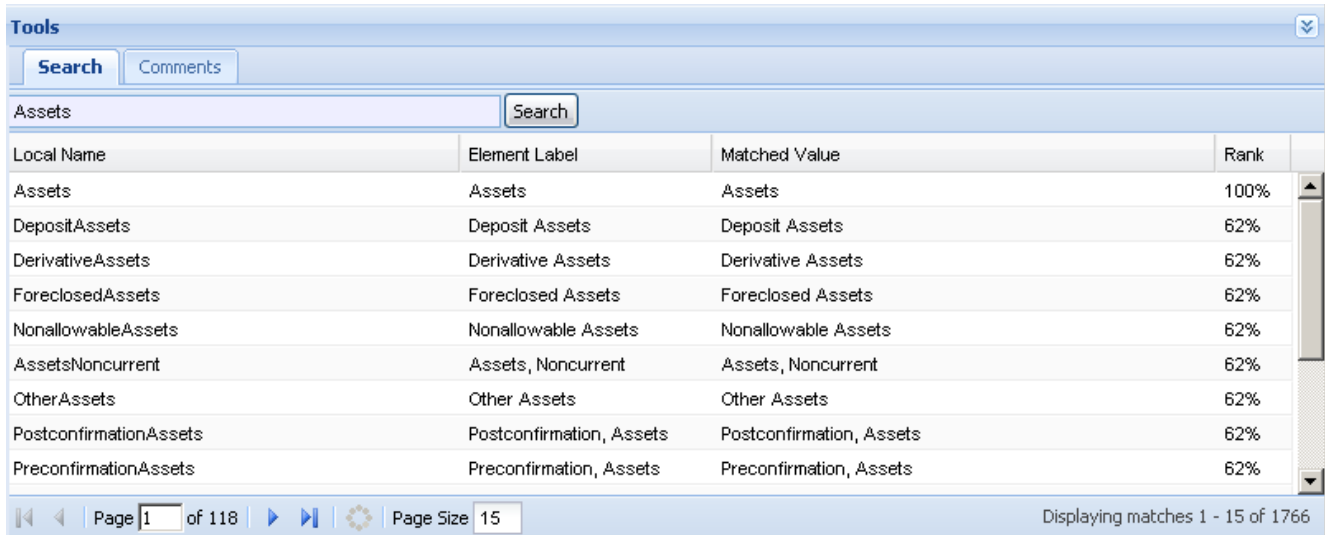 Tools
Search Comments
Assets Search
Local Name Element Label Matched Value Rank
Assets Assets Assets 100%
DepositAssets Deposit Assets Deposit Assets 62%
DerivativeAssets Derivative Assets Derivative Assets 62%
ForeclosedAssets Foreclosed Assets Foreclosed Assets 62%
NonallowableAssets Nonallowable Assets Nonallowable Assets 62%
AssetsNoncurrent Assets, Noncurrent Assets, Noncurrent 62%
OtherAssets Other Assets Other Assets 62%
PostconfirmationAssets Postconfirmation, Assets Postconfirmation, Assets 62%
PreconfirmationAssets Preconfirmation, Assets Preconfirmation, Assets 62%
Page 1 of 118 Page Size 15 Displaying matches 1 - 15 of 1766